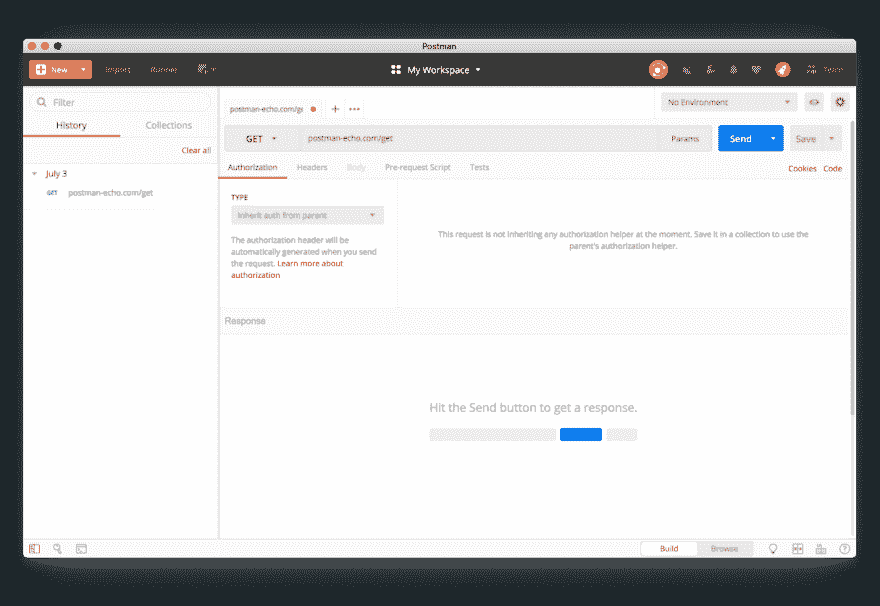 Postman
New Import Runner My Workspace Team
Filter
History Collections
Clear all
July 3
GET postman-echo.com/get
postman-echo.com/ge
No Environment
GET postman-echo.com/get Params Send Save
Authorization Headers Body Pre-request Script Tests Cookies Code
TYPE
Inherit auth from parent
The authorization header will be
automatically generated when you send
the request. Learn more about
authorization
This request is not inheriting any authorization helper at the moment. Save it in a collection to use the
parent's authorization helper.
Response
Hit the Send button to get a response.
Build Browse